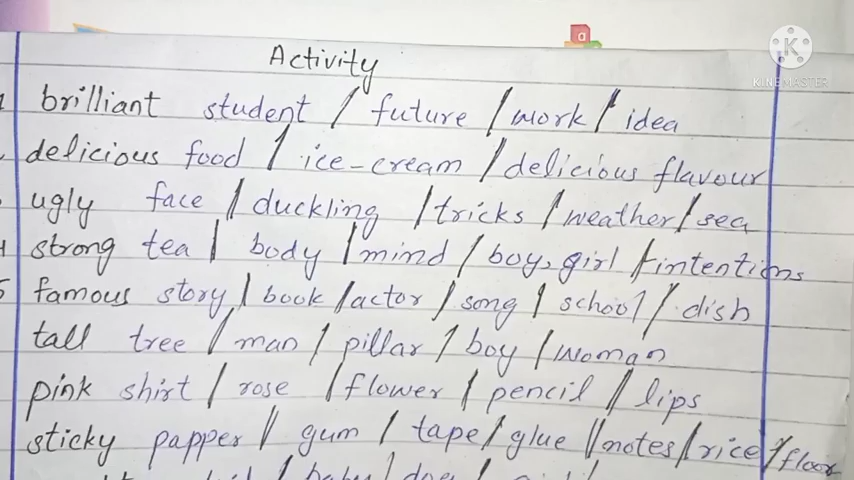 Activity
brilliant student / future / work / idea
delicious food / ice-cream / delicious flavour
ugly face / duckling / tricks / weather / sea
strong tea / body / mind / boy, girl / intentions
5 famous story / book / actor / song / school / dish
tall tree / man / pillar / boy / woman
pink shirt / rose / flower / pencil / lips
sticky papper / gum / tape / glue // notes / rice / floor
a
K
KINEMASTER